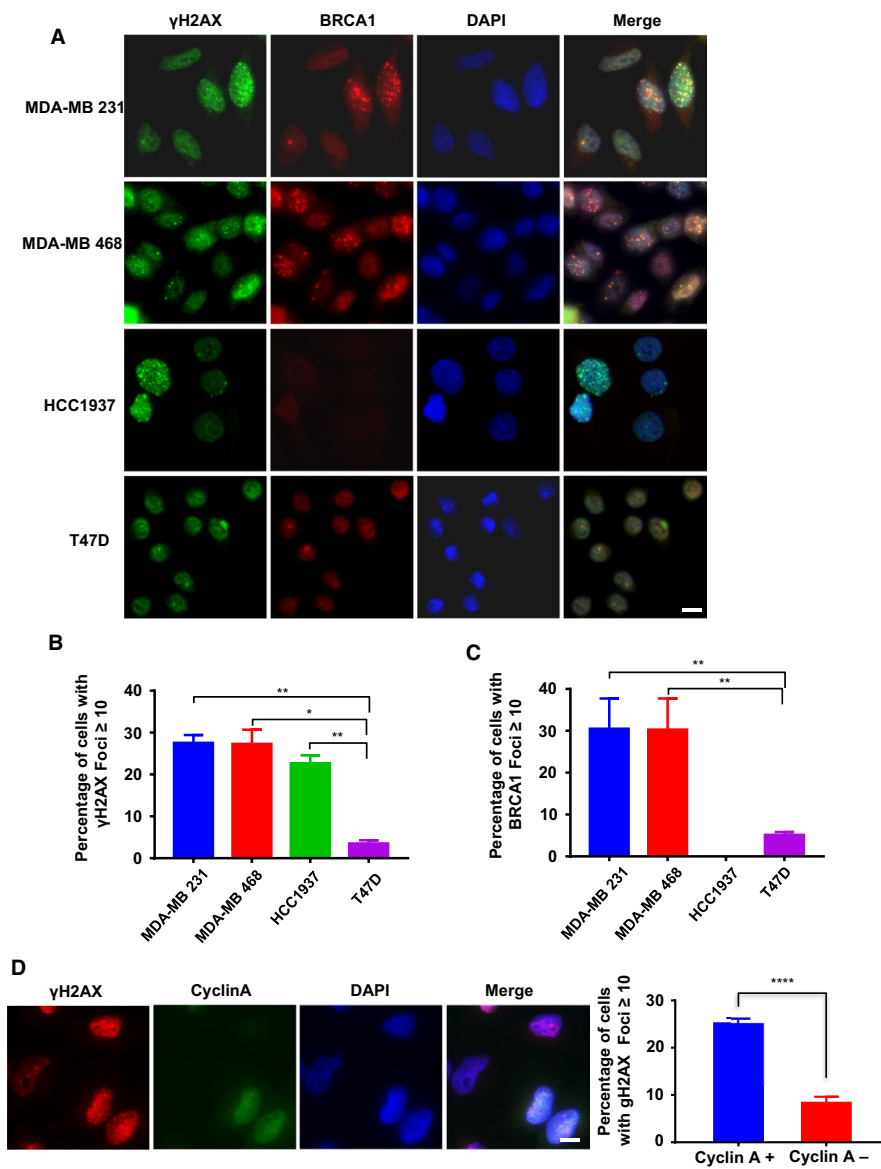 A
γH2AX BRCA1 DAPI Merge
MDA-MB 231
MDA-MB 468
HCC1937
T47D
B
Percentage of cells with
γH2AX Foci ≥ 10
40
30
20
10
0
**
*
**
MDA-MB 231 MDA-MB 468 HCC1937 T47D
C
Percentage of cells with
BRCA1 Foci ≥ 10
40
30
20
10
0
**
**
MDA-MB 231 MDA-MB 468 HCC1937 T47D
D
γH2AX CyclinA DAPI Merge
Percentage of cells
with gH2AX Foci ≥ 10
30
20
10
0
****
Cyclin A + Cyclin A –